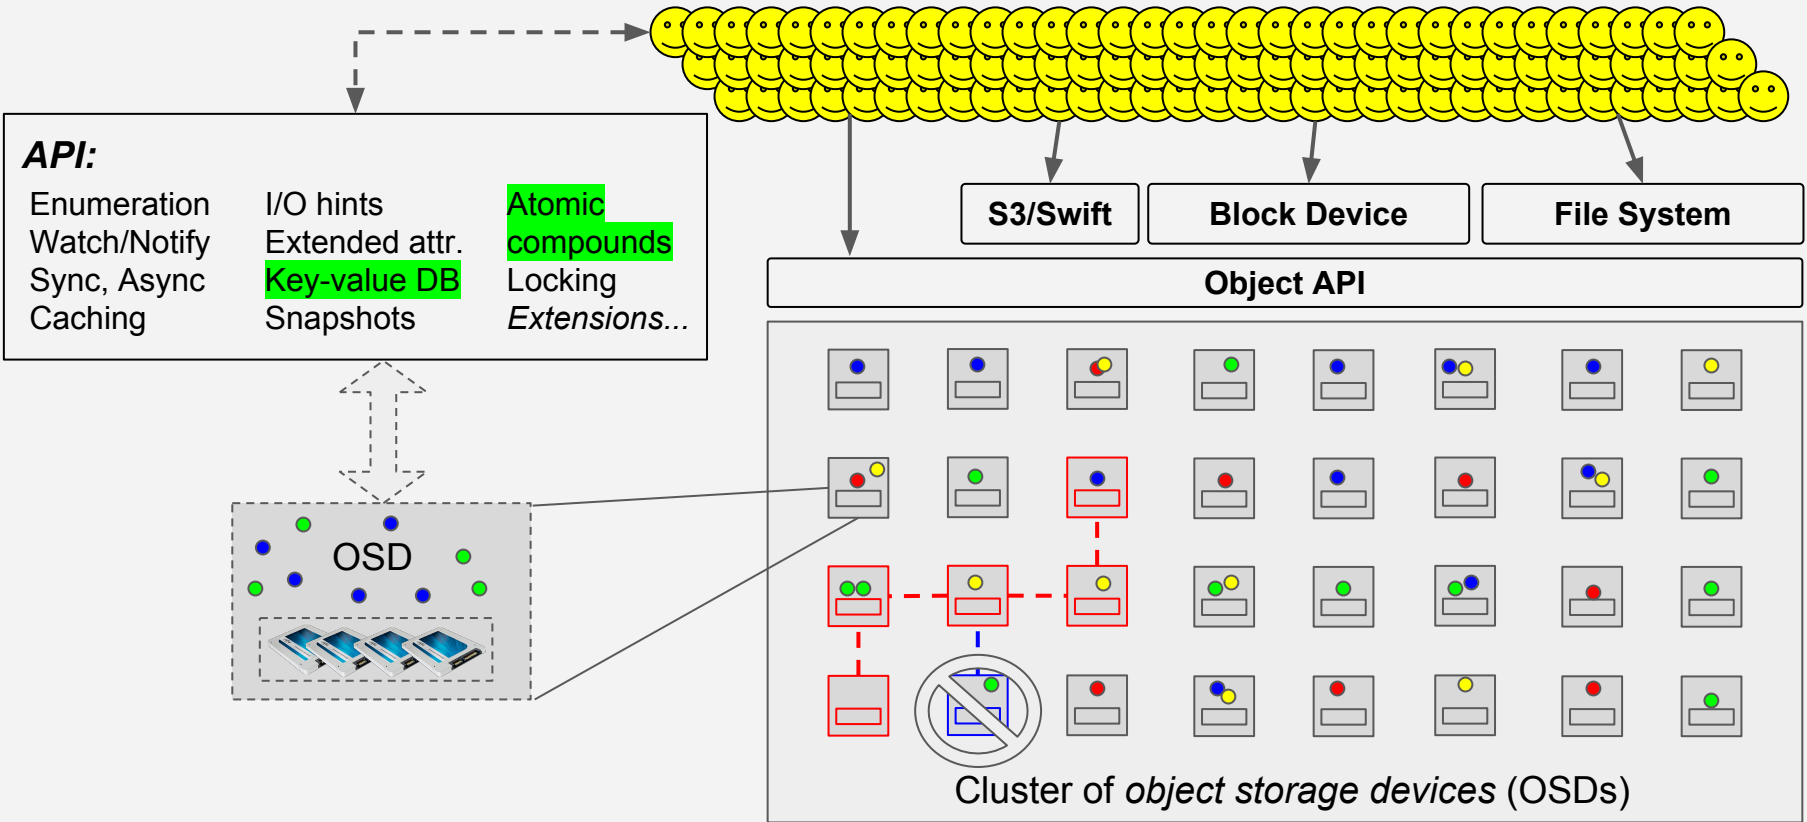 API:
Enumeration I/O hints Atomic
Watch/Notify Extended attr. compounds
Sync, Async Key-value DB Locking
Caching Snapshots Extensions...
S3/Swift Block Device File System
Object API
OSD
Cluster of object storage devices (OSDs)